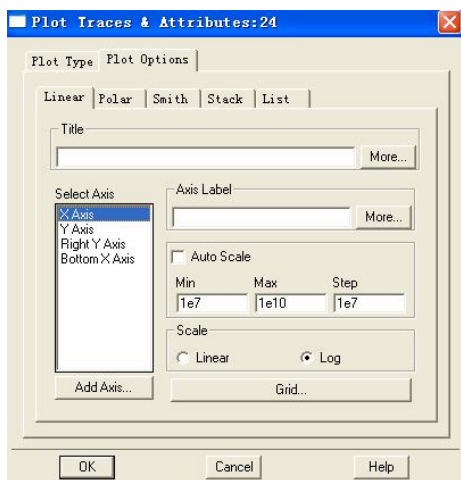 Plot Traces & Attributes:24
Plot Type Plot Options
Linear Polar Smith Stack List
Title
More...
Select Axis
Axis Label
X Axis
Y Axis
Right Y Axis
Bottom X Axis
More...
Auto Scale
Min Max Step
1e7 1e10 1e7
Scale
Linear Log
Add Axis...
Grid...
OK Cancel Help